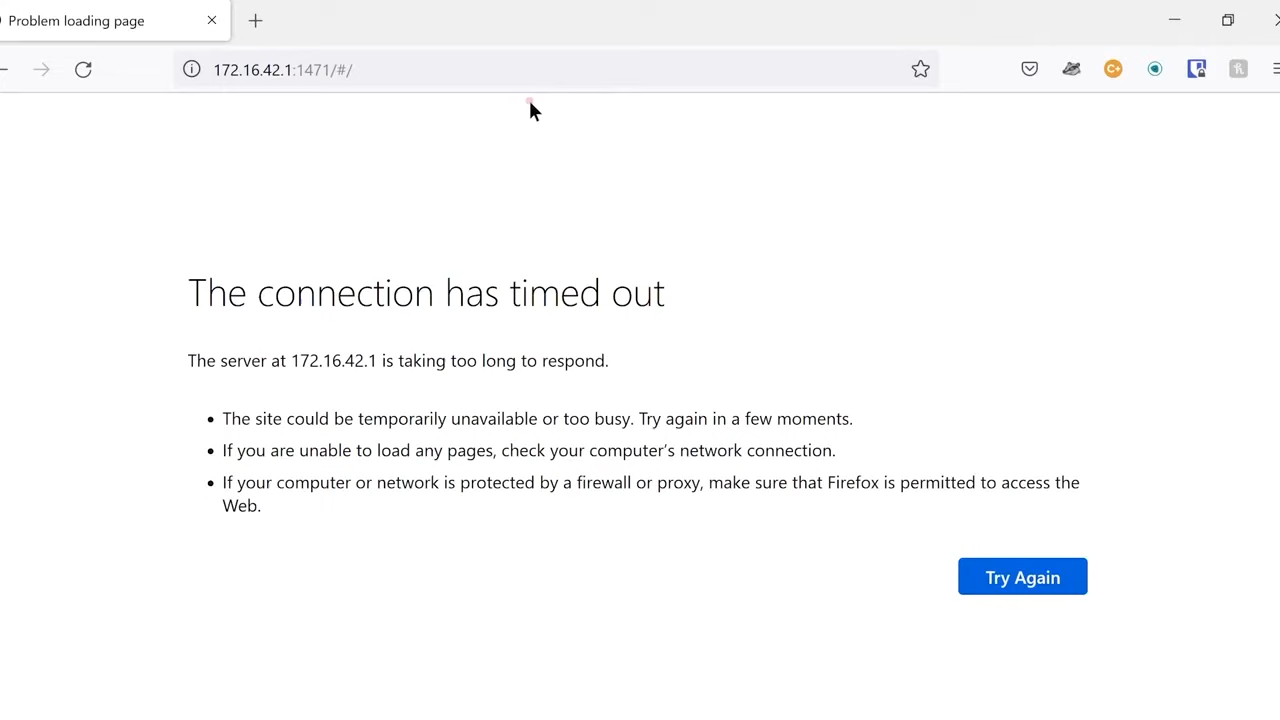 Problem loading page
172.16.42.1:1471/#/
C+
The connection has timed out
The server at 172.16.42.1 is taking too long to respond.
The site could be temporarily unavailable or too busy. Try again in a few moments.
If you are unable to load any pages, check your computer’s network connection.
If your computer or network is protected by a firewall or proxy, make sure that Firefox is permitted to access the
Web.
Try Again